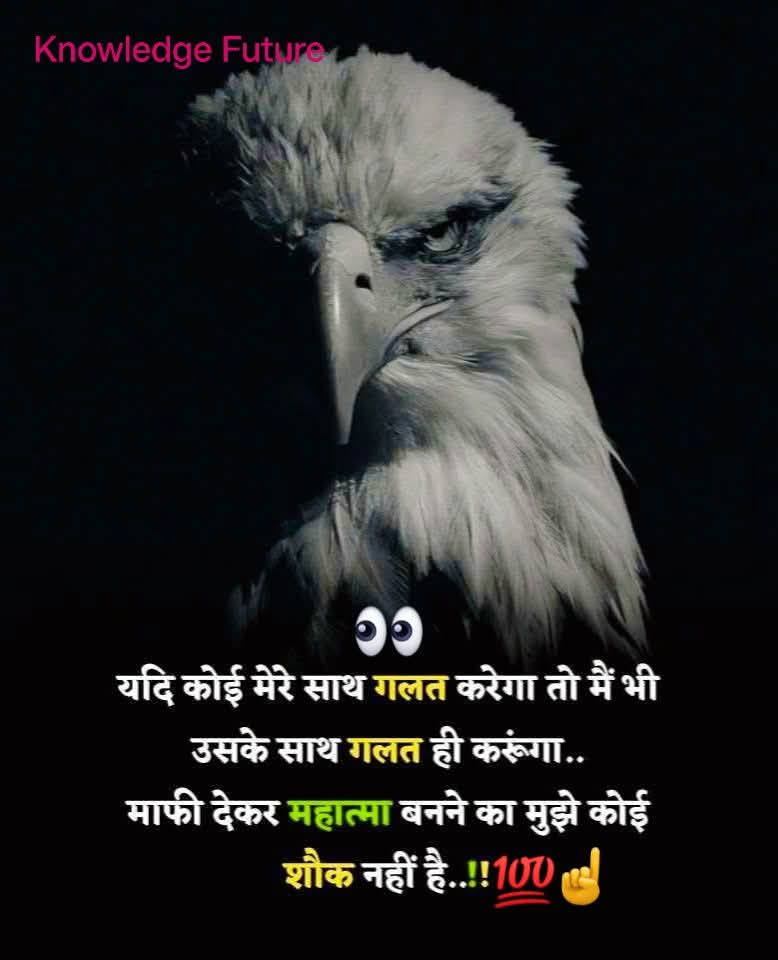 Knowledge Future
👀
यदि कोई मेरे साथ गलत करेगा तो मैं भी
उसके साथ गलत ही करूंगा..
माफी देकर महात्मा बनने का मुझे कोई
शौक नहीं है..!!💯☝️